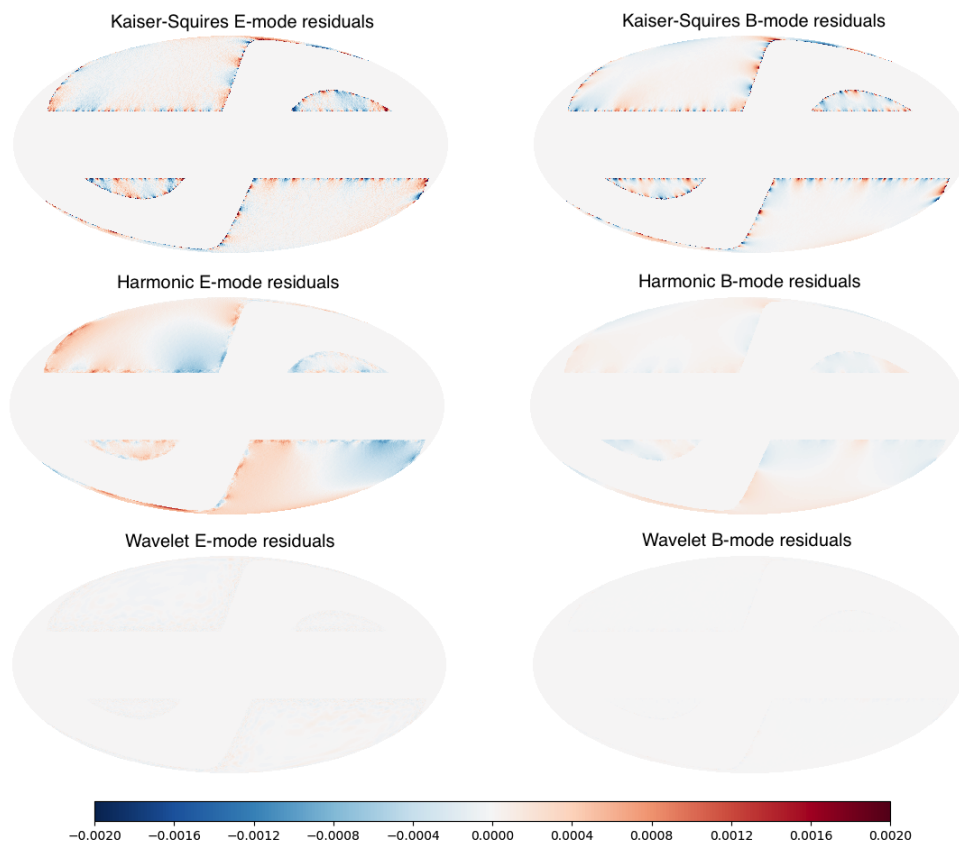 Kaiser-Squires E-mode residuals
Kaiser-Squires B-mode residuals
Harmonic E-mode residuals
Harmonic B-mode residuals
Wavelet E-mode residuals
Wavelet B-mode residuals
−0.0020 −0.0016 −0.0012 −0.0008 −0.0004 0.0000 0.0004 0.0008 0.0012 0.0016 0.0020